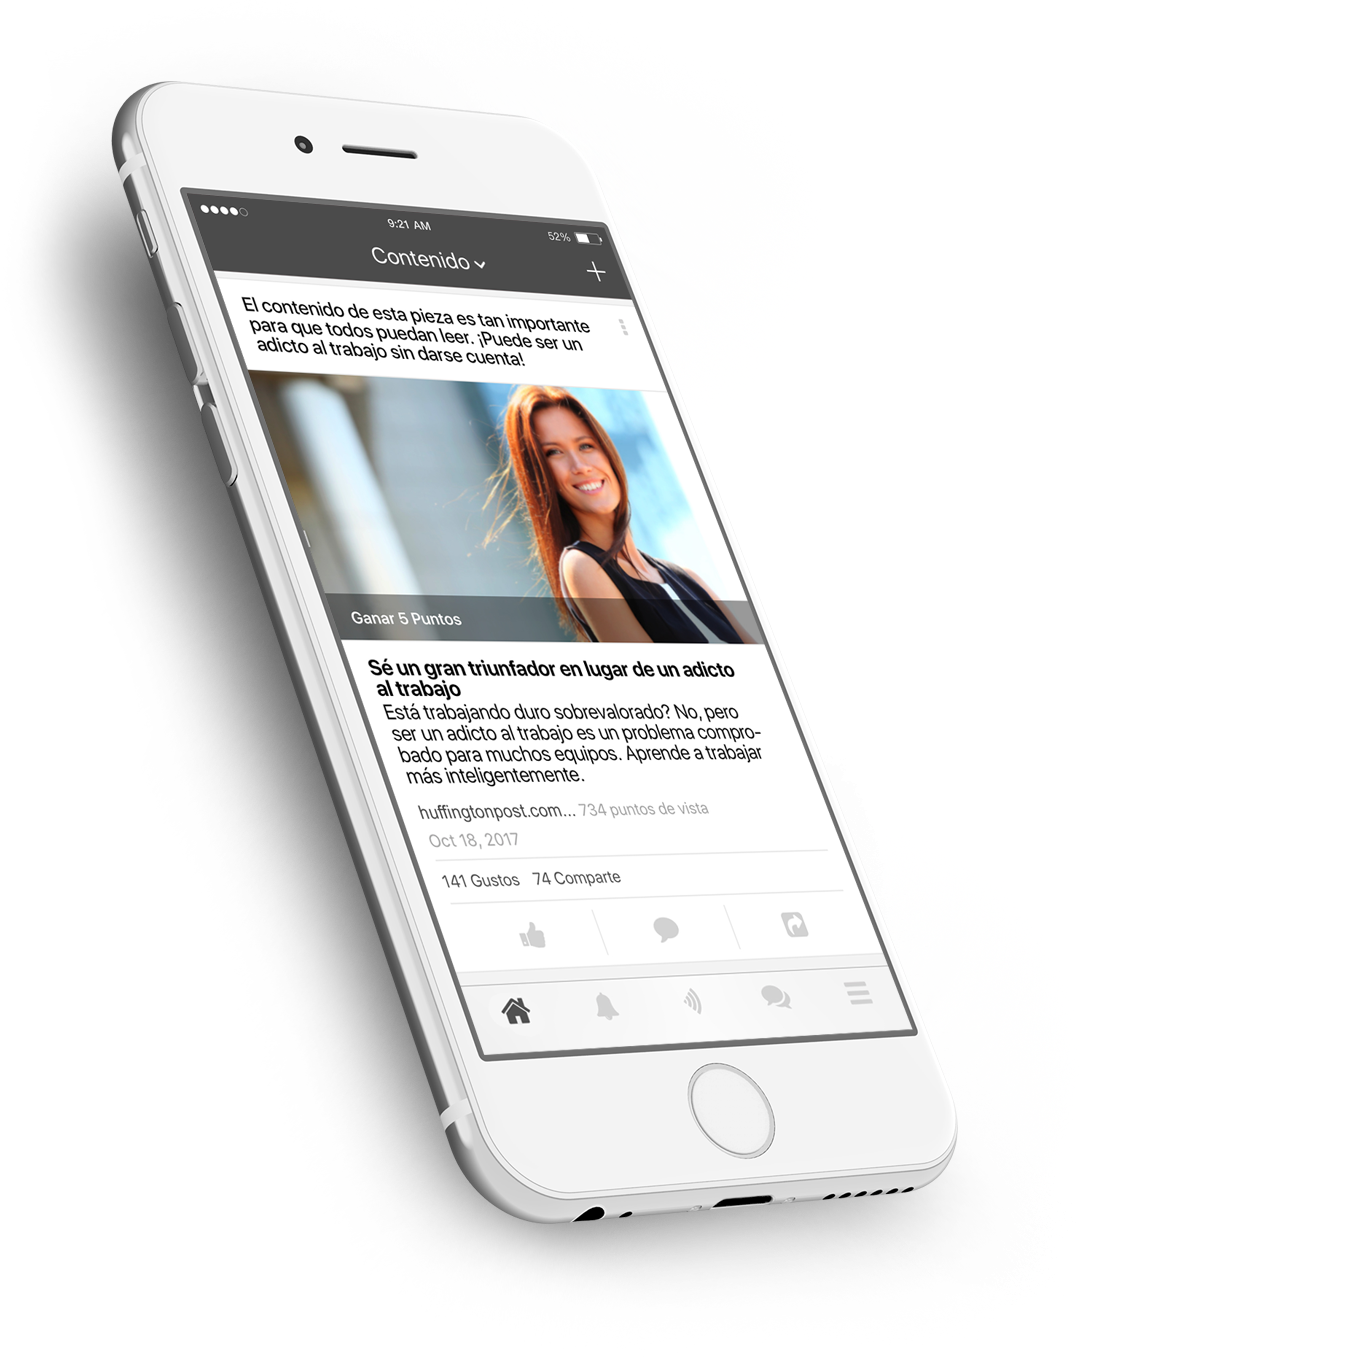 9:21 AM
52%
Contenido
El contenido de esta pieza es tan importante
para que todos puedan leer. ¡Puede ser un
adicto al trabajo sin darse cuenta!
Ganar 5 Puntos
Sé un gran triunfador en lugar de un adicto
al trabajo
Está trabajando duro sobrevalorado? No, pero
ser un adicto al trabajo es un problema compro-
bado para muchos equipos. Aprende a trabajar
más inteligentemente.
huffingtonpost.com... 734 puntos de vista
Oct 18, 2017
141 Gustos 74 Comparte